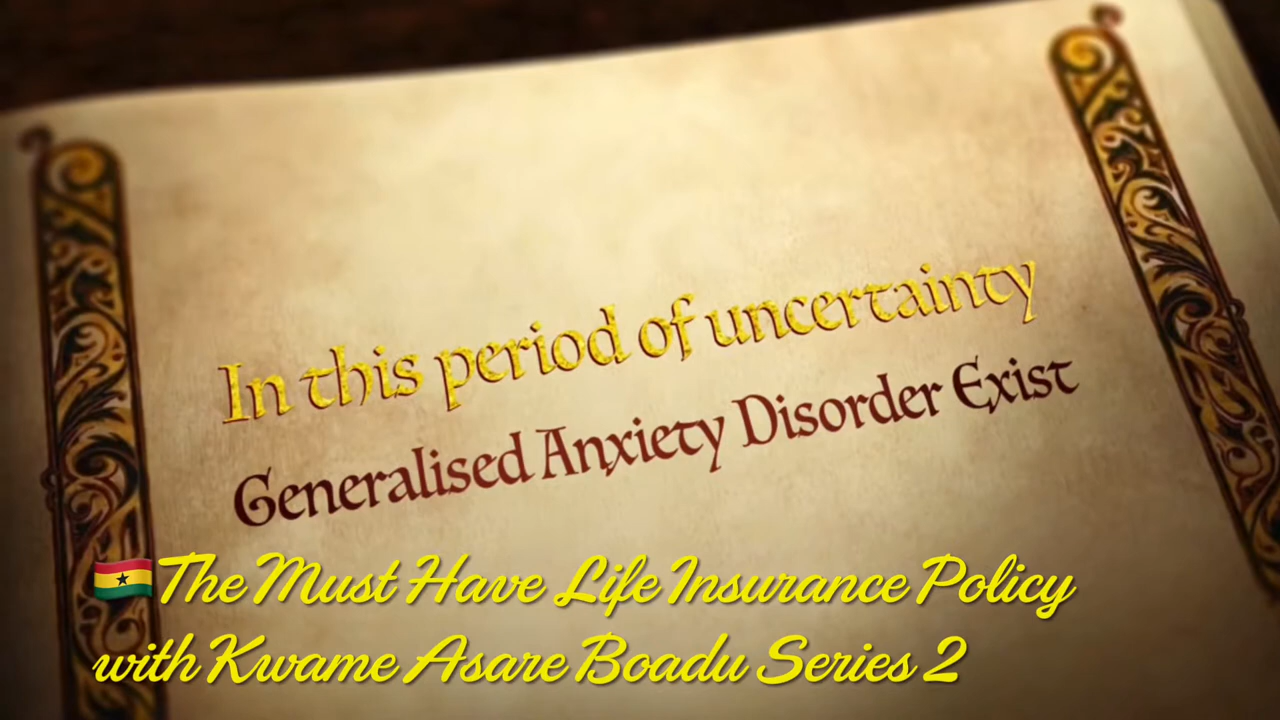 In this period of uncertainty
Generalised Anxiety Disorder Exist
🇬🇭The Must Have Life Insurance Policy
with Kwame Asare Boadu Series 2